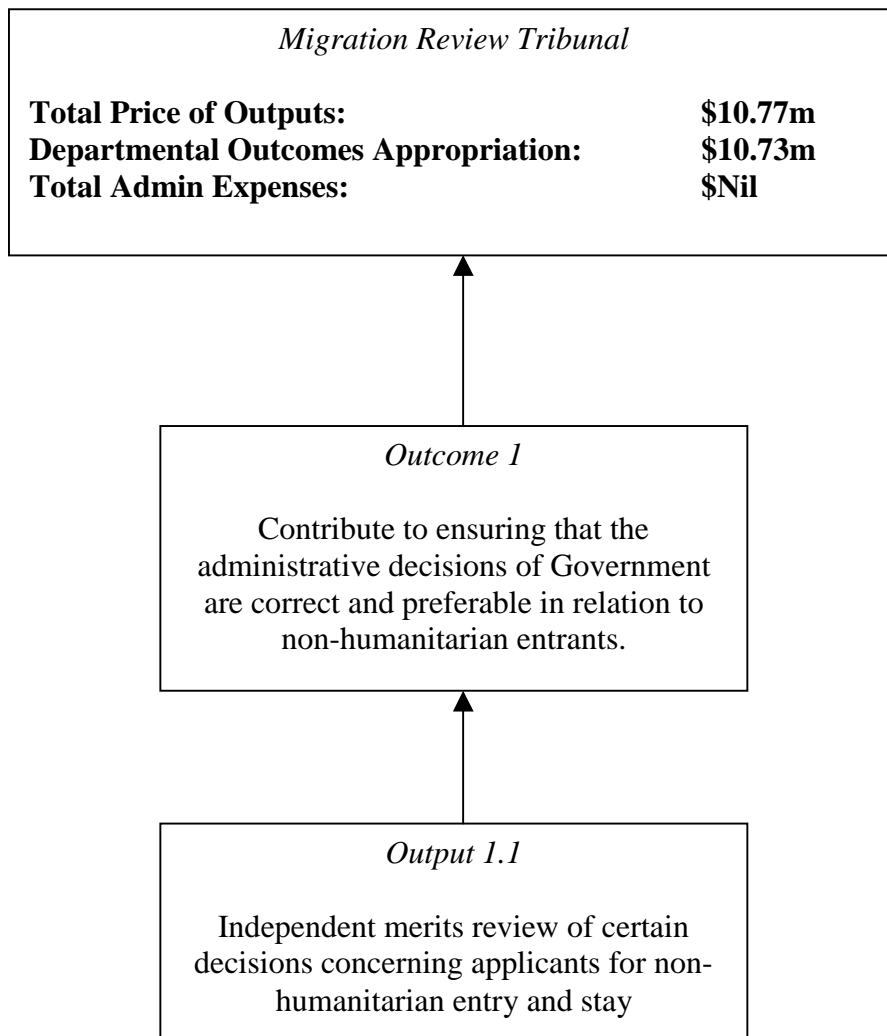 Migration Review Tribunal
Total Price of Outputs: $10.77m
Departmental Outcomes Appropriation: $10.73m
Total Admin Expenses: $Nil
Outcome 1
Contribute to ensuring that the
administrative decisions of Government
are correct and preferable in relation to
non-humanitarian entrants.
Output 1.1
Independent merits review of certain
decisions concerning applicants for non-
humanitarian entry and stay